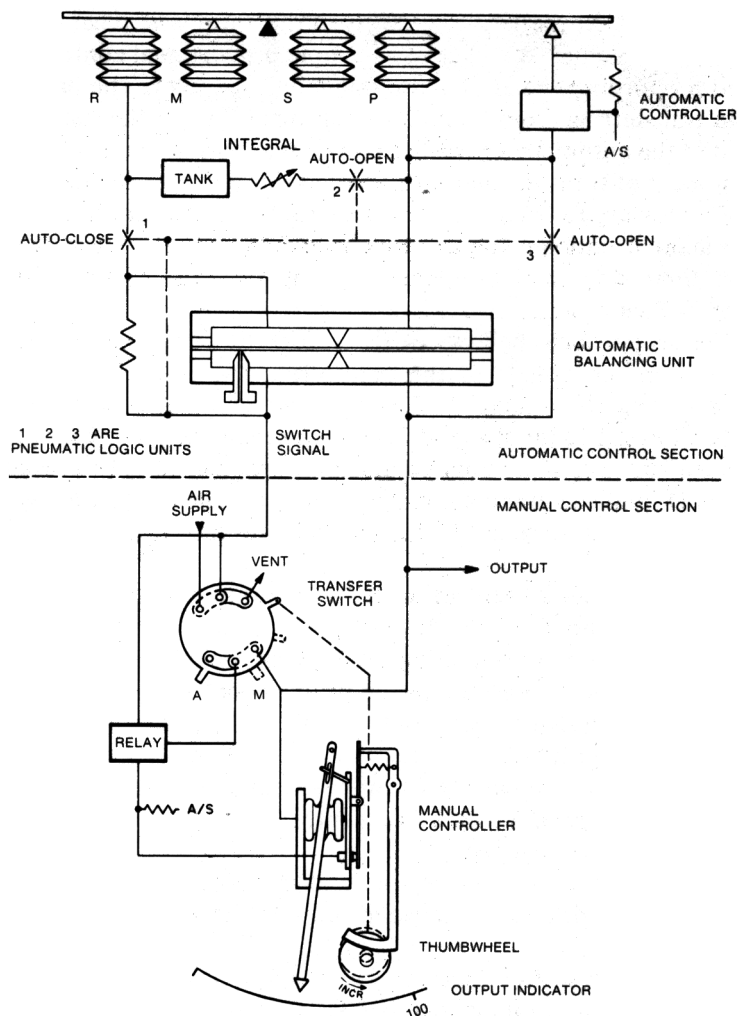 R
M
S
P
AUTOMATIC
CONTROLLER
A/S
INTEGRAL
AUTO-OPEN
TANK
2
1
AUTO-CLOSE
AUTO-OPEN
3
AUTOMATIC
BALANCING UNIT
1 2 3 ARE
PNEUMATIC LOGIC UNITS
SWITCH
SIGNAL
AUTOMATIC CONTROL SECTION
MANUAL CONTROL SECTION
AIR
SUPPLY
VENT
TRANSFER
SWITCH
OUTPUT
A
M
RELAY
A/S
MANUAL
CONTROLLER
THUMBWHEEL
INCR
OUTPUT INDICATOR
100